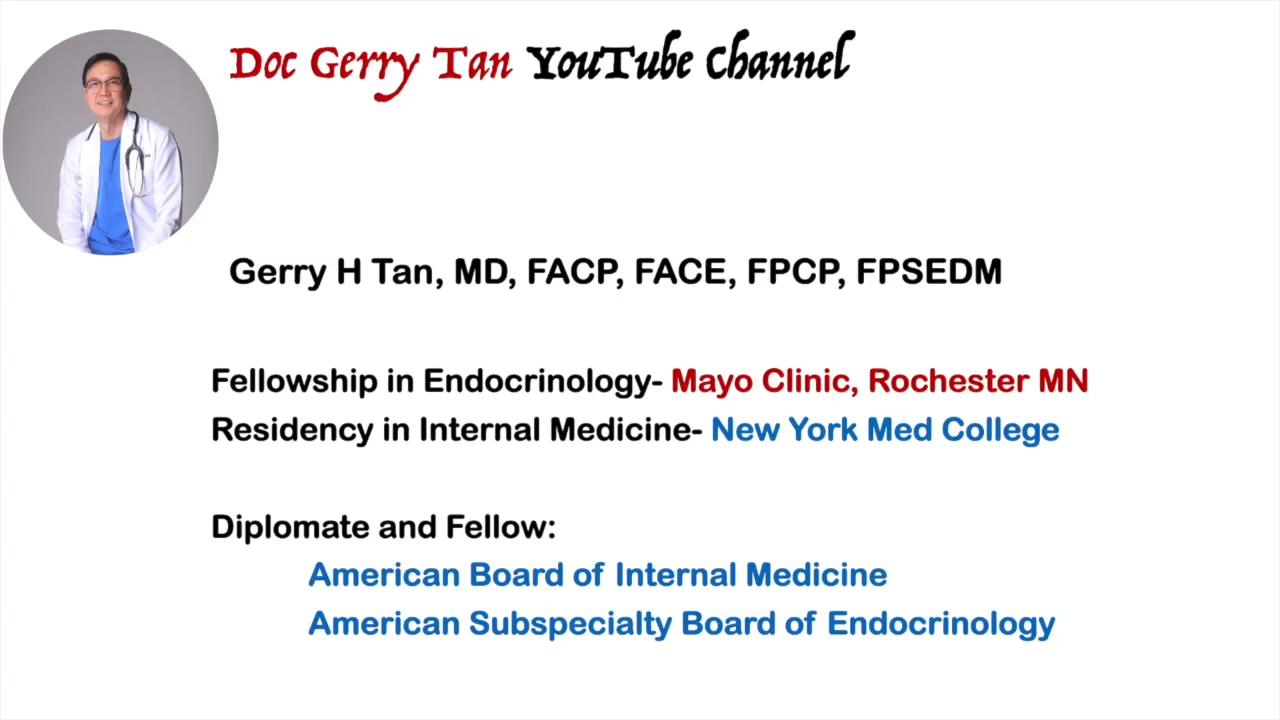 Doc Gerry Tan YouTube Channel
Gerry H Tan, MD, FACP, FACE, FPCP, FPSEDM
Fellowship in Endocrinology- Mayo Clinic, Rochester MN
Residency in Internal Medicine- New York Med College
Diplomate and Fellow:
American Board of Internal Medicine
American Subspecialty Board of Endocrinology